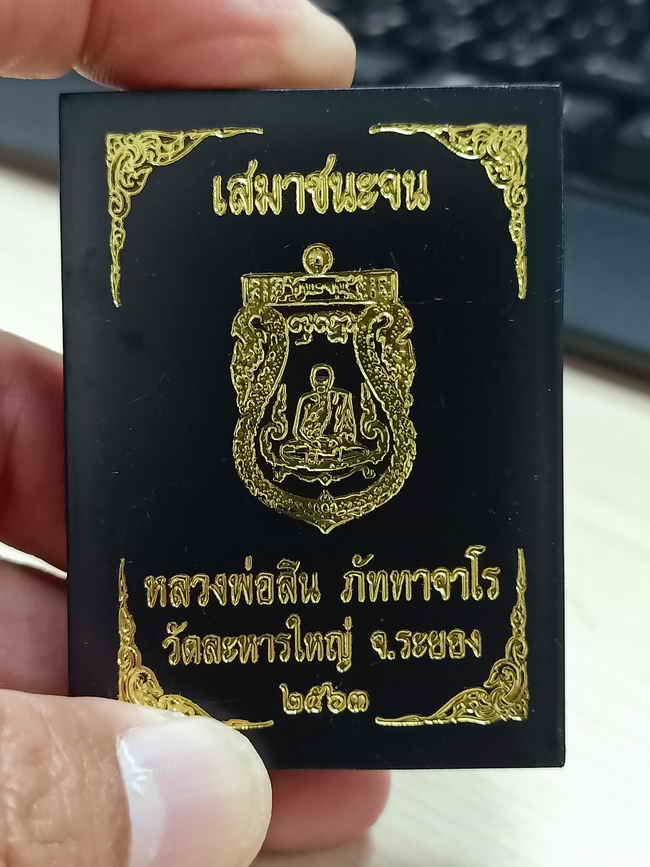 เสมาชนะจน
หลวงพ่อสิน ภัททาจาโร
วัดละหารใหญ่ จ.ระยอง
๒๕๖๓